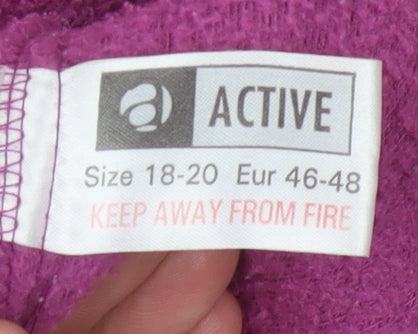 a ACTIVE
Size 18-20 Eur 46-48
KEEP AWAY FROM FIRE